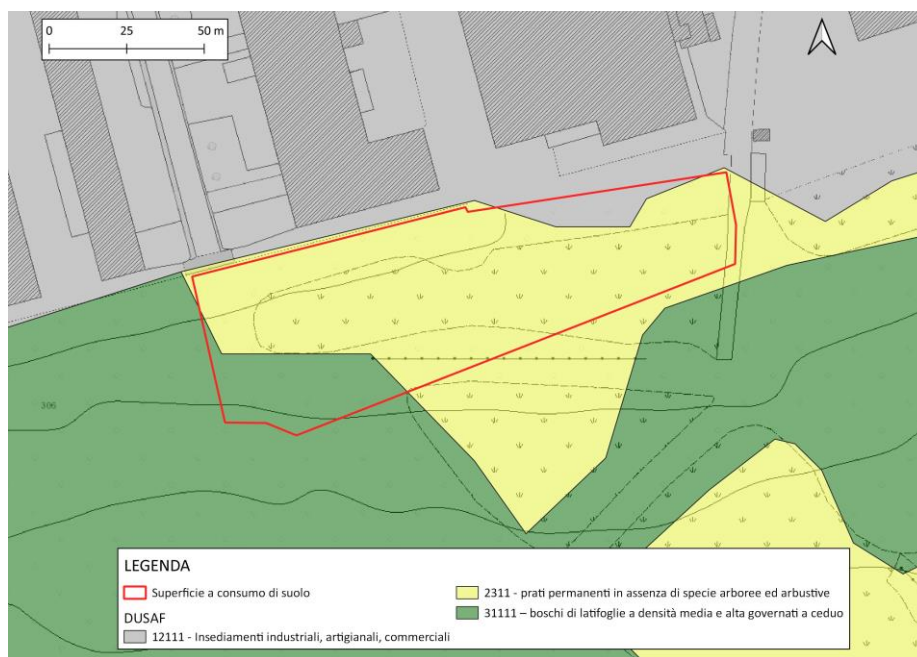 0 25 50 m
306
LEGENDA
Superficie a consumo di suolo
DUSAF
12111 - Insediamenti industriali, artigianali, commerciali
2311 - prati permanenti in assenza di specie arboree ed arbustive
31111 – boschi di latifoglie a densità media e alta governati a ceduo